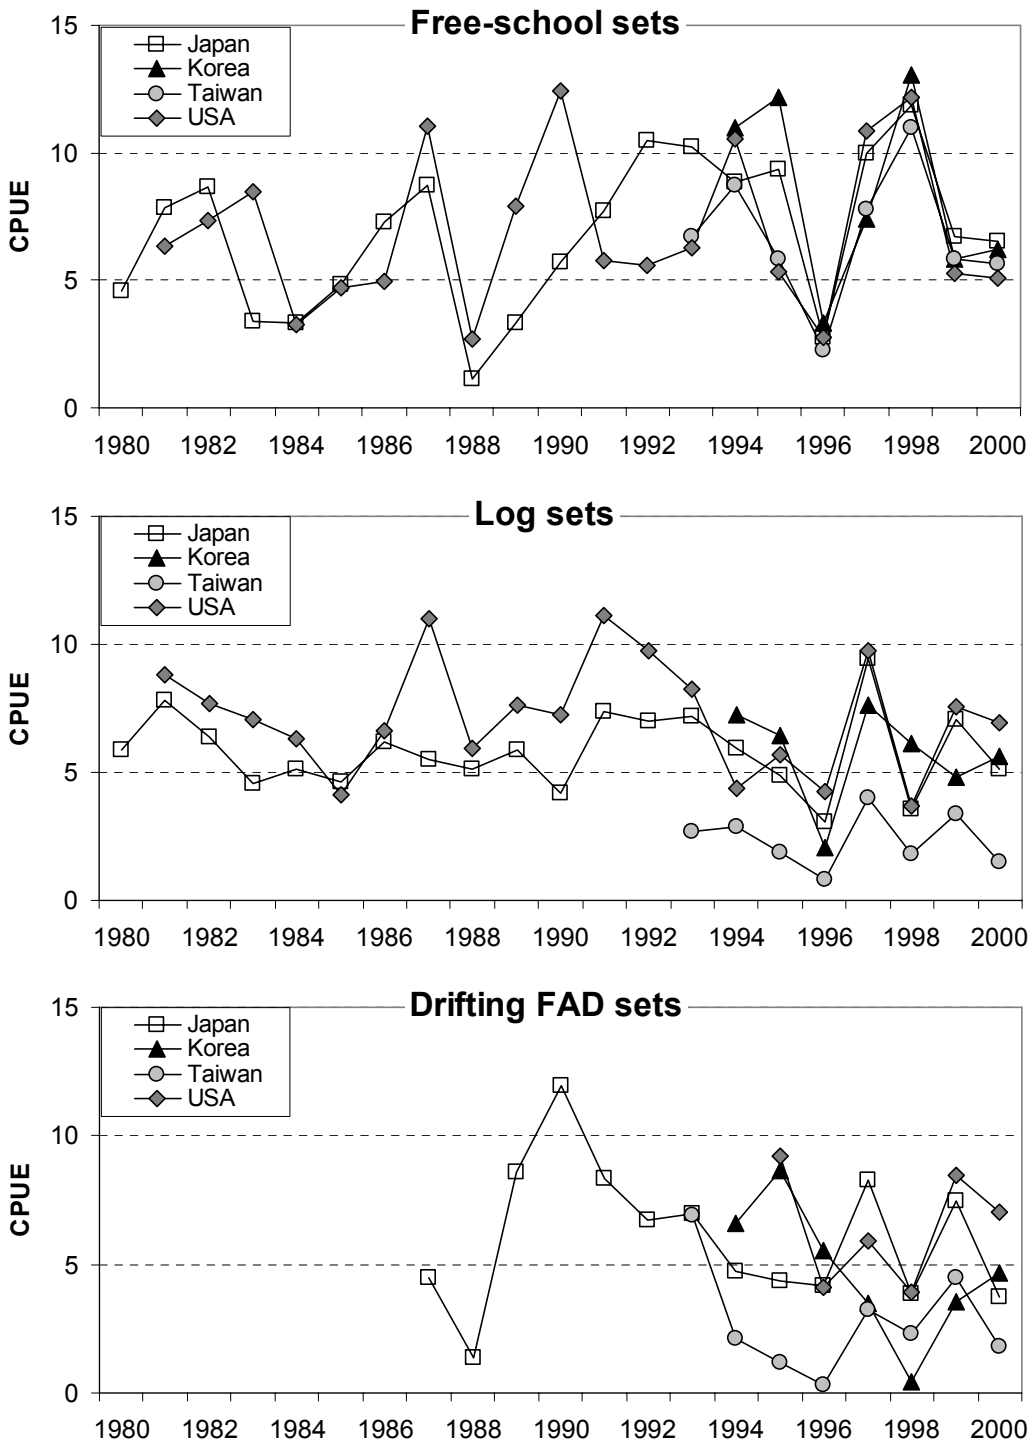 Free-school sets
15
Japan
Korea
Taiwan
USA
10
CPUE
5
0
1980 1982 1984 1986 1988 1990 1992 1994 1996 1998 2000
Log sets
15
Japan
Korea
Taiwan
USA
10
CPUE
5
0
1980 1982 1984 1986 1988 1990 1992 1994 1996 1998 2000
Drifting FAD sets
15
Japan
Korea
Taiwan
USA
10
CPUE
5
0
1980 1982 1984 1986 1988 1990 1992 1994 1996 1998 2000